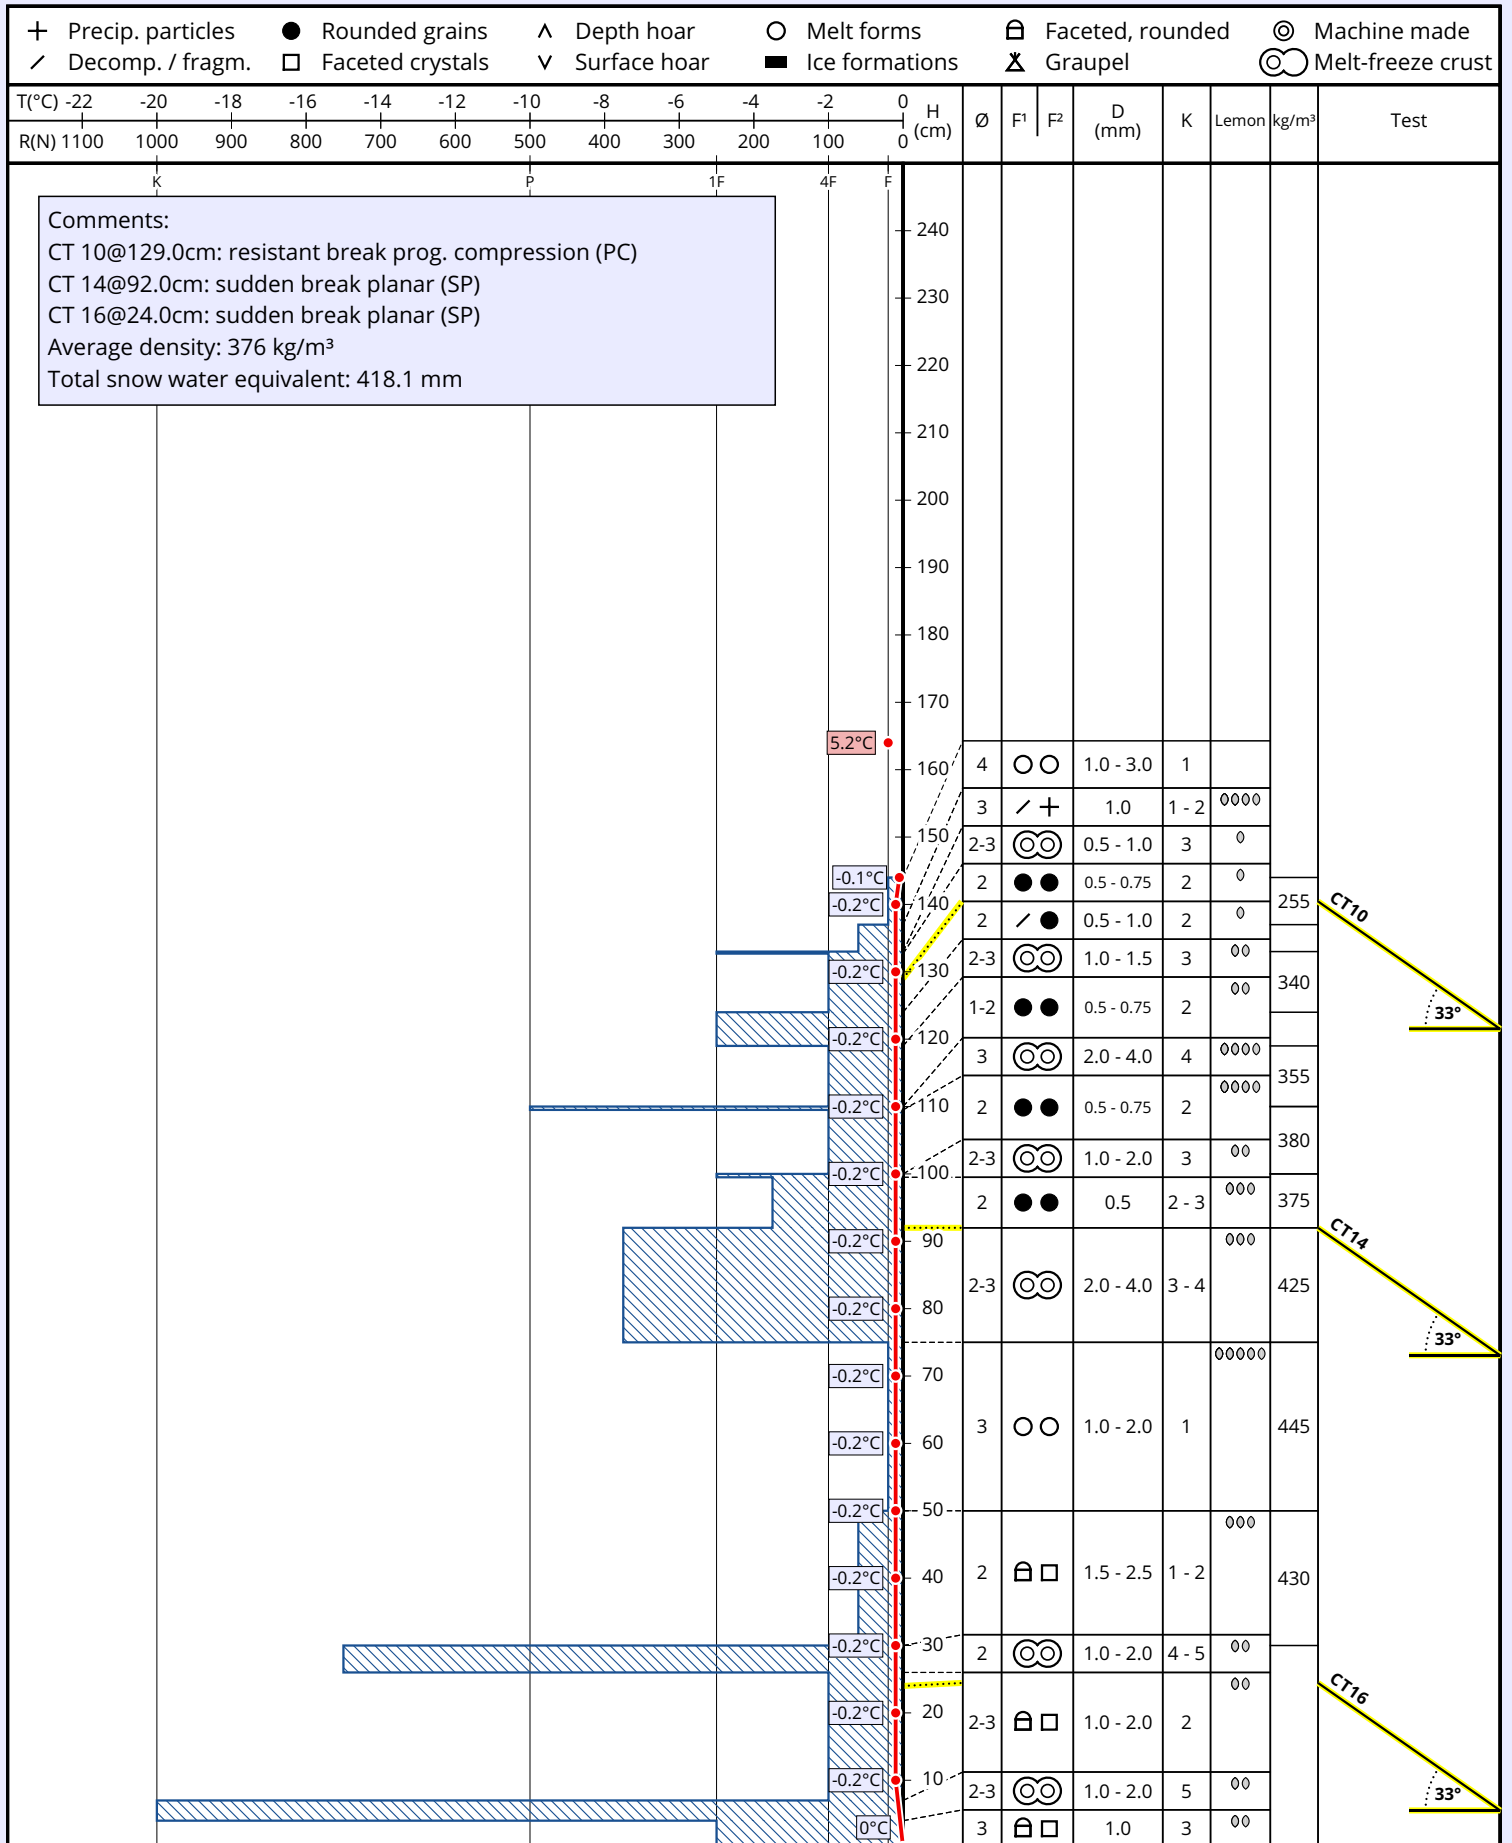 Precip. particles Rounded grains Depth hoar Melt forms Faceted, rounded Machine made
Decomp. / fragm. Faceted crystals Surface hoar Ice formations Graupel Melt-freeze crust
T(°C) -22 -20 -18 -16 -14 -12 -10 -8 -6 -4 -2 0
R(N) 1100 1000 900 800 700 600 500 400 300 200 100 0
H (cm) Ø F¹ F² D (mm) K Lemon kg/m³ Test
K P 1F 4F F
Comments:
CT 10@129.0cm: resistant break prog. compression (PC)
CT 14@92.0cm: sudden break planar (SP)
CT 16@24.0cm: sudden break planar (SP)
Average density: 376 kg/m³
Total snow water equivalent: 418.1 mm
240
230
220
210
200
190
180
170
5.2°C
160
4 1.0 - 3.0 1
3 1.0 1 - 2
150
2-3 0.5 - 1.0 3
-0.1°C
2 0.5 - 0.75 2
-0.2°C 140
255
CT10
2 0.5 - 1.0 2
2-3 1.0 - 1.5 3
-0.2°C 130
340
1-2 0.5 - 0.75 2
33°
-0.2°C 120
3 2.0 - 4.0 4
355
-0.2°C 110
2 0.5 - 0.75 2
380
2-3 1.0 - 2.0 3
-0.2°C 100
2 0.5 2 - 3
375
CT14
-0.2°C 90
2-3 2.0 - 4.0 3 - 4
425
-0.2°C 80
33°
-0.2°C 70
3 1.0 - 2.0 1
445
-0.2°C 60
-0.2°C 50
2 1.5 - 2.5 1 - 2
430
-0.2°C 40
-0.2°C 30
2 1.0 - 2.0 4 - 5
CT16
-0.2°C 20
2-3 1.0 - 2.0 2
-0.2°C 10
2-3 1.0 - 2.0 5
33°
0°C
3 1.0 3